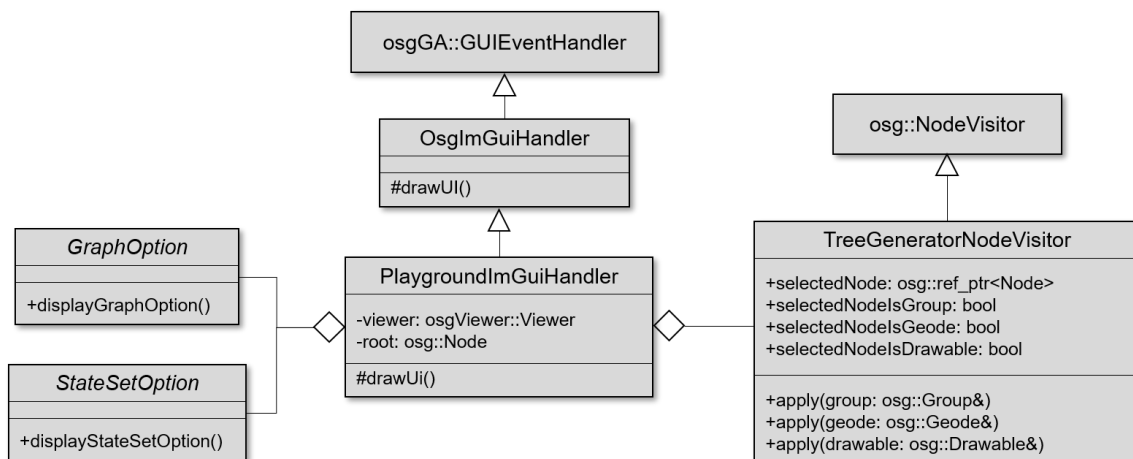 osgGA::GUIEventHandler
OsgImGuiHandler
#drawUI()
osg::NodeVisitor
GraphOption
+displayGraphOption()
StateSetOption
+displayStateSetOption()
PlaygroundImGuiHandler
-viewer: osgViewer::Viewer
-root: osg::Node
#drawUi()
TreeGeneratorNodeVisitor
+selectedNode: osg::ref_ptr<Node>
+selectedNodeIsGroup: bool
+selectedNodeIsGeode: bool
+selectedNodeIsDrawable: bool
+apply(group: osg::Group&)
+apply(geode: osg::Geode&)
+apply(drawable: osg::Drawable&)